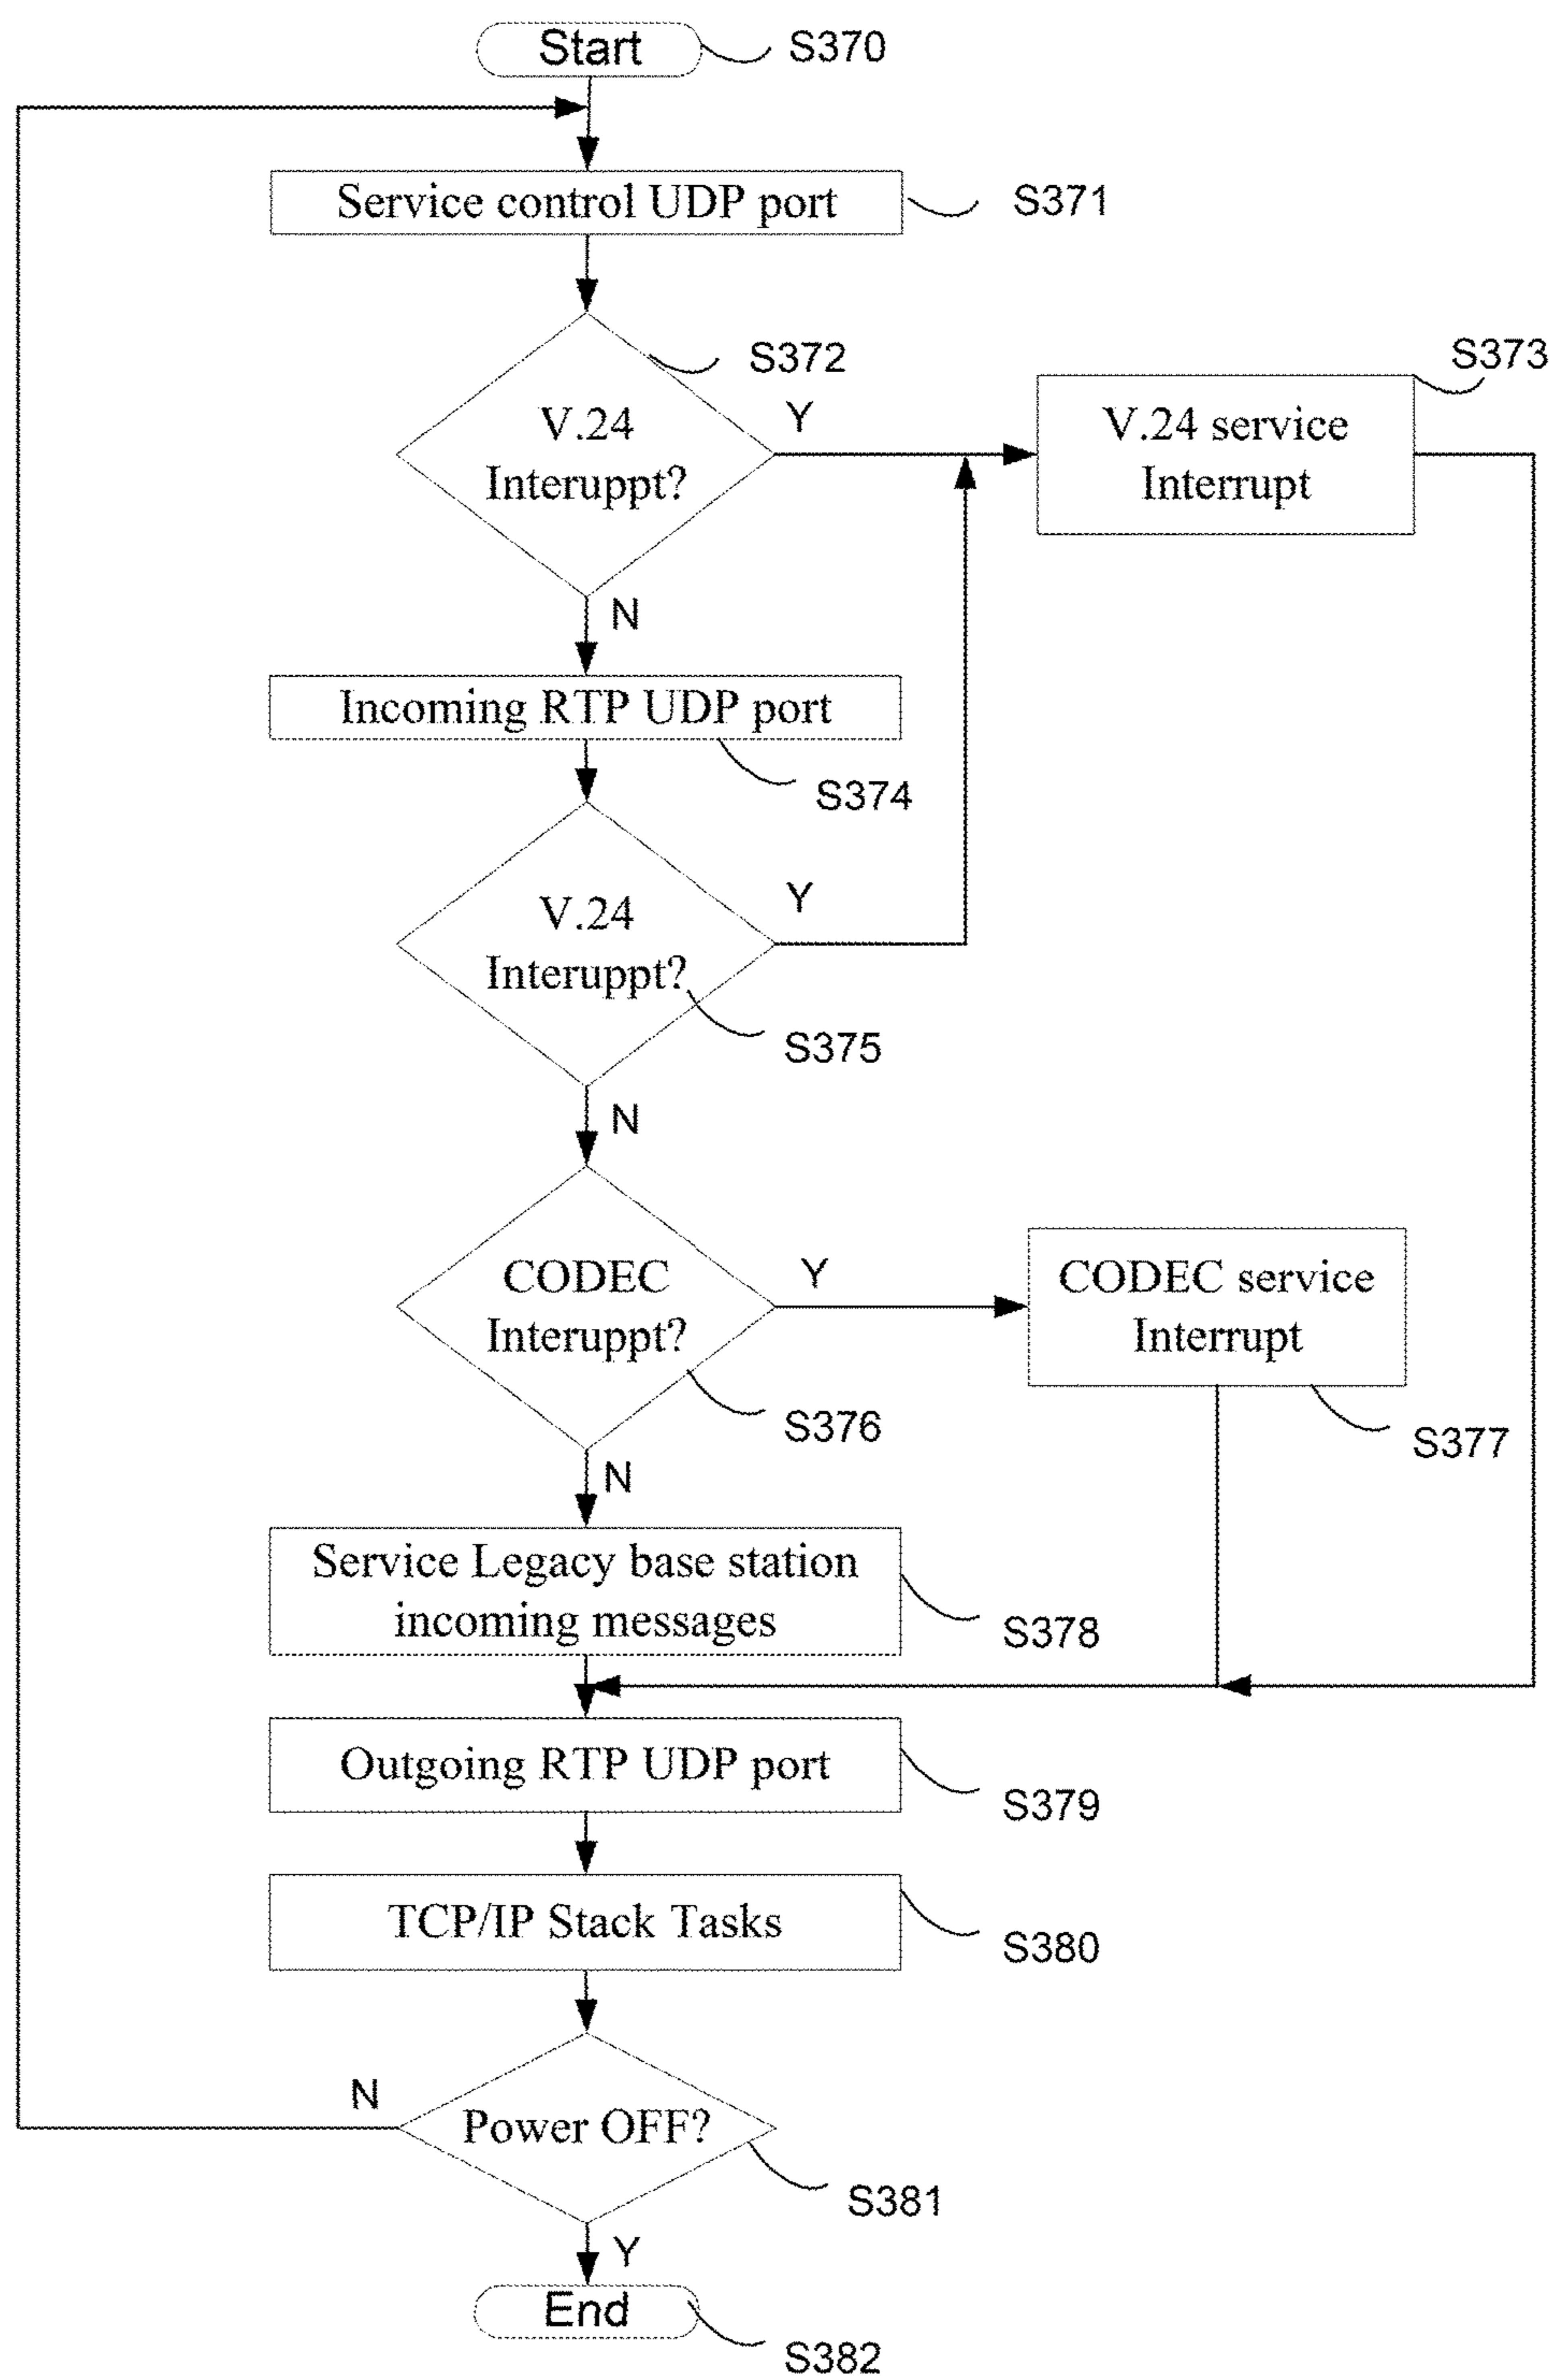 Start
S370
Service control UDP port
S371
S372
V.24
Interuppt?
Y
S373
V.24 service
Interrupt
N
Incoming RTP UDP port
S374
V.24
Interuppt?
Y
S375
N
CODEC
Interuppt?
Y
S376
CODEC service
Interrupt
S377
N
Service Legacy base station
incoming messages
S378
Outgoing RTP UDP port
S379
TCP/IP Stack Tasks
S380
N
Power OFF?
S381
Y
End
S382